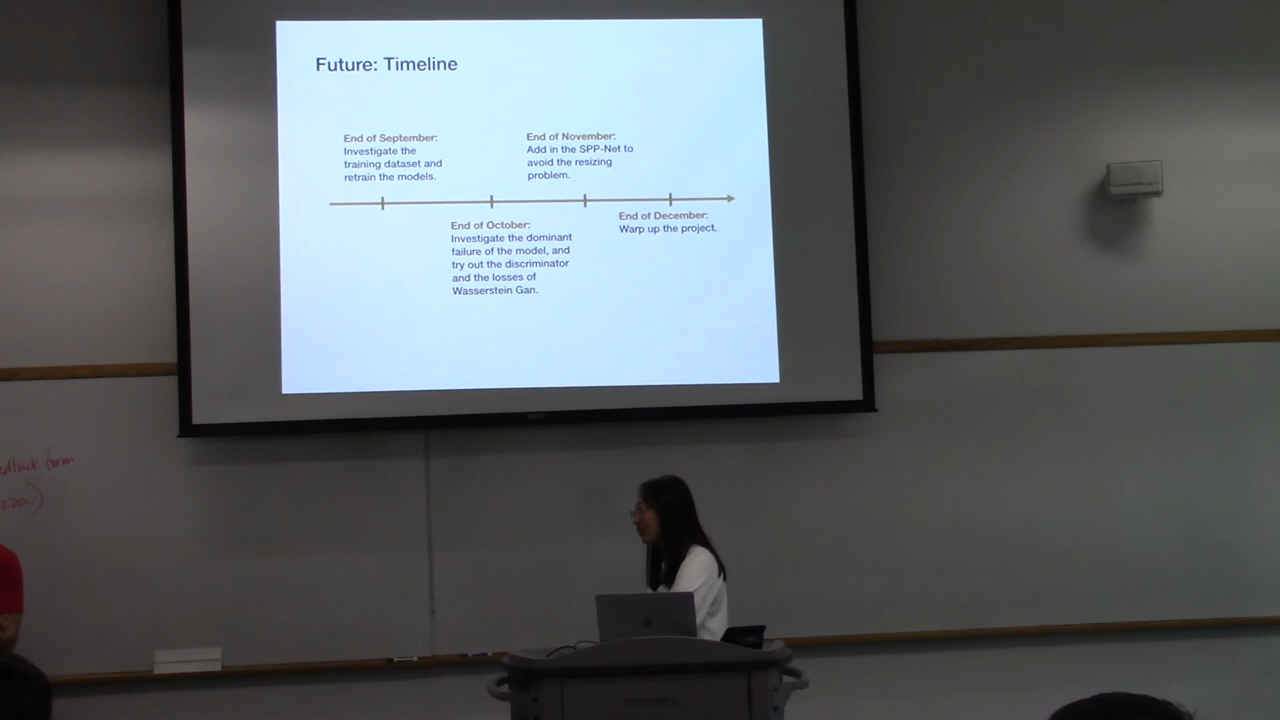 Future: Timeline
End of September:
Investigate the
training dataset and
retrain the models.
End of November:
Add in the SPP-Net to
avoid the resizing
problem.
End of October:
Investigate the dominant
failure of the model, and
try out the discriminator
and the losses of
Wasserstein Gan.
End of December:
Warp up the project.
form